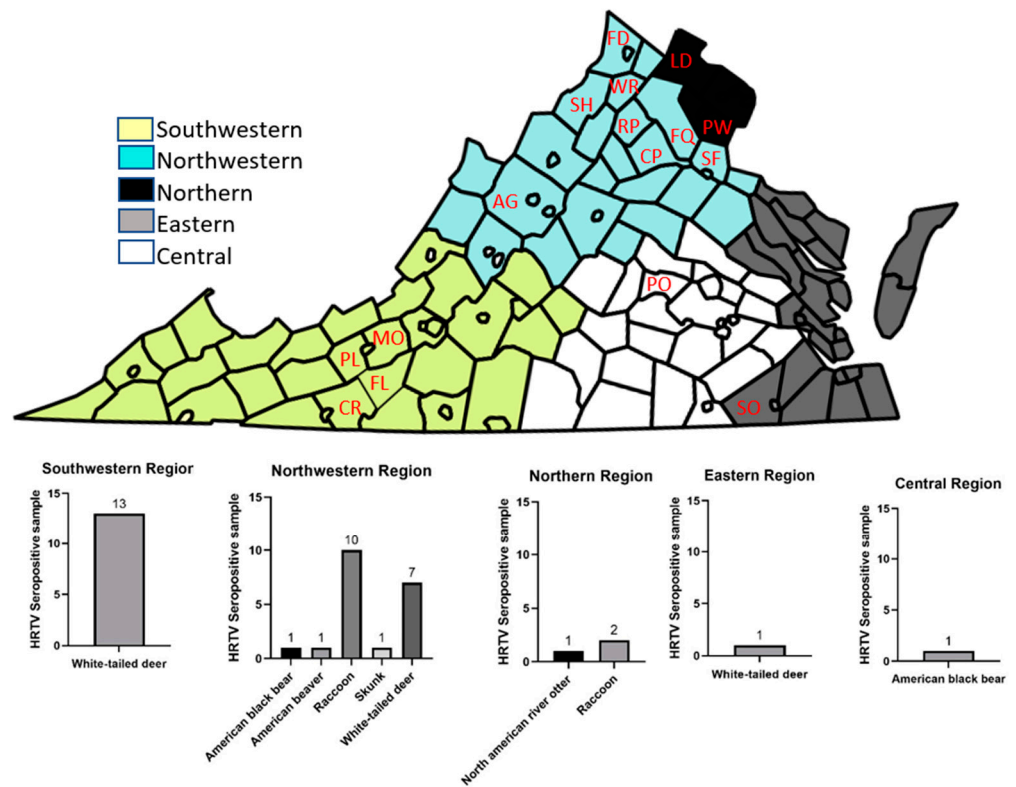 FD
LD
WR
SH
RP
PW
FQ
CP
SF
AG
Southwestern
Northwestern
Northern
Eastern
Central
PO
MO
PL
FL
CR
SO
Southwestern Regior
HRTV Seropositive sample
15
10
5
0
13
White-tailed deer
Northwestern Region
HRTV Seropositive sample
15
10
5
0
1
1
10
1
7
American black bear
American beaver
Raccoon
Skunk
White-tailed deer
Northern Region
HRTV Seropositive sample
15
10
5
0
1
2
North american river otter
Raccoon
Eastern Region
HRTV Seropositive sample
15
10
5
0
1
White-tailed deer
Central Region
HRTV Seropositive sample
15
10
5
0
1
American black bear